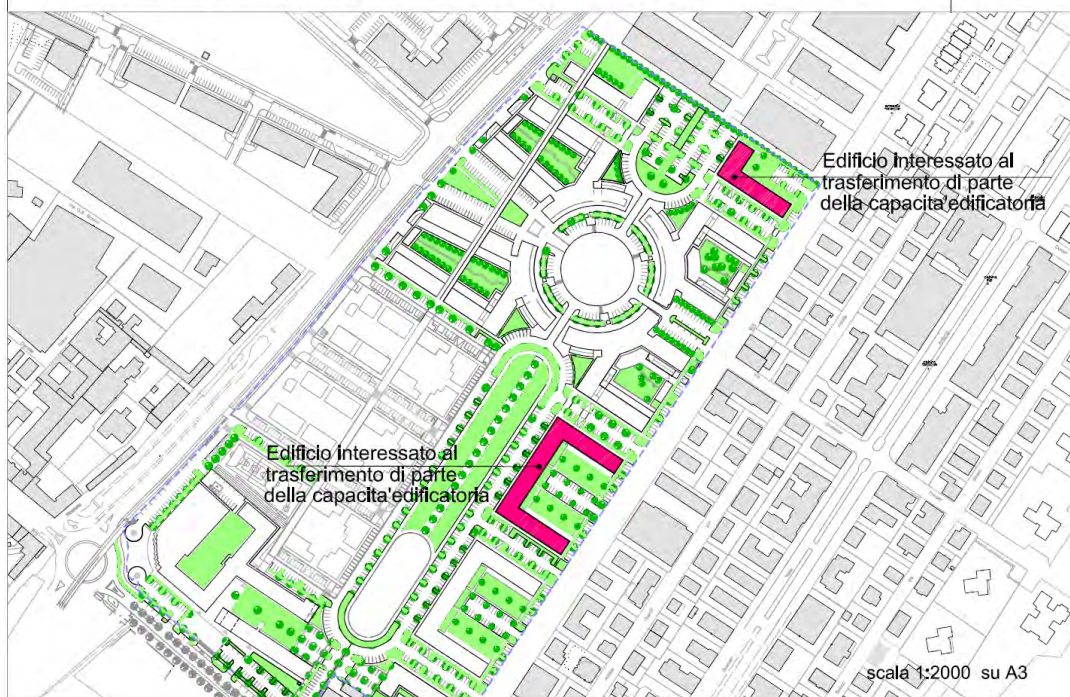 Edificio interessato al
trasferimento di parte
della capacita'edificatoria
Edificio interessato al
trasferimento di parte
della capacita'edificatoria
scala 1:2000 su A3